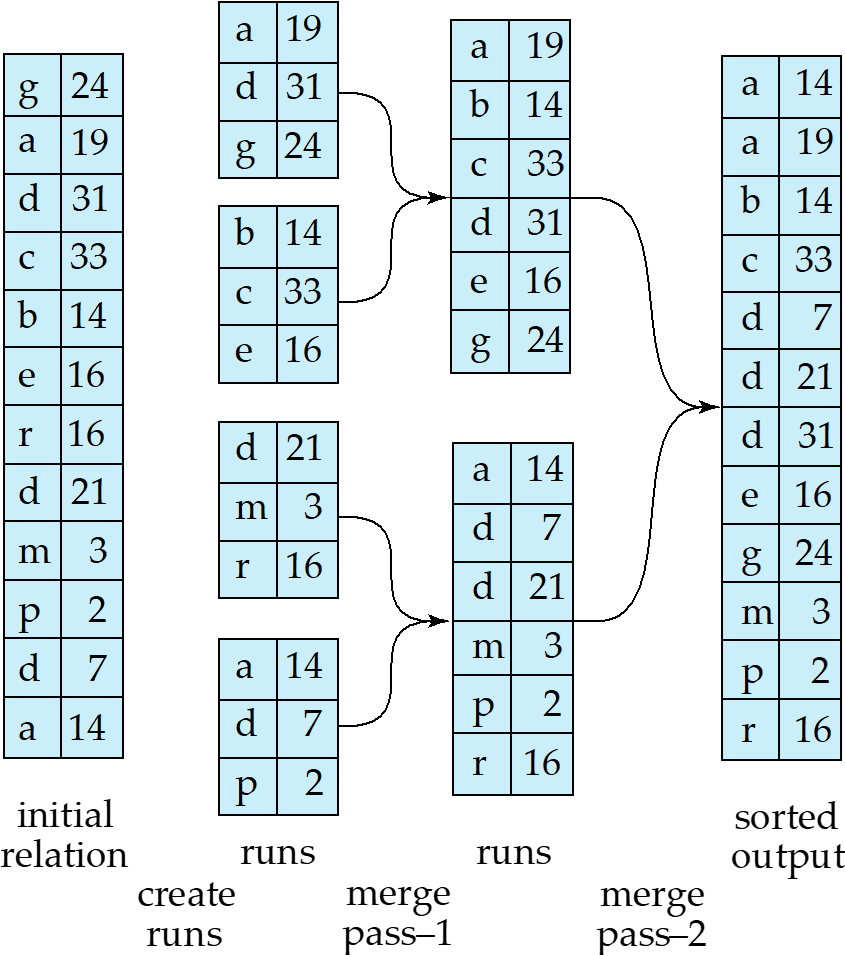 g 24
a 19
d 31
c 33
b 14
e 16
r 16
d 21
m 3
p 2
d 7
a 14
initial
relation
a 19
d 31
g 24
b 14
c 33
e 16
d 21
m 3
r 16
a 14
d 7
p 2
runs
create
runs
a 19
b 14
c 33
d 31
e 16
g 24
a 14
d 7
d 21
m 3
p 2
r 16
runs
merge
pass–1
a 14
a 19
b 14
c 33
d 7
d 21
d 31
e 16
g 24
m 3
p 2
r 16
sorted
output
merge
pass–2